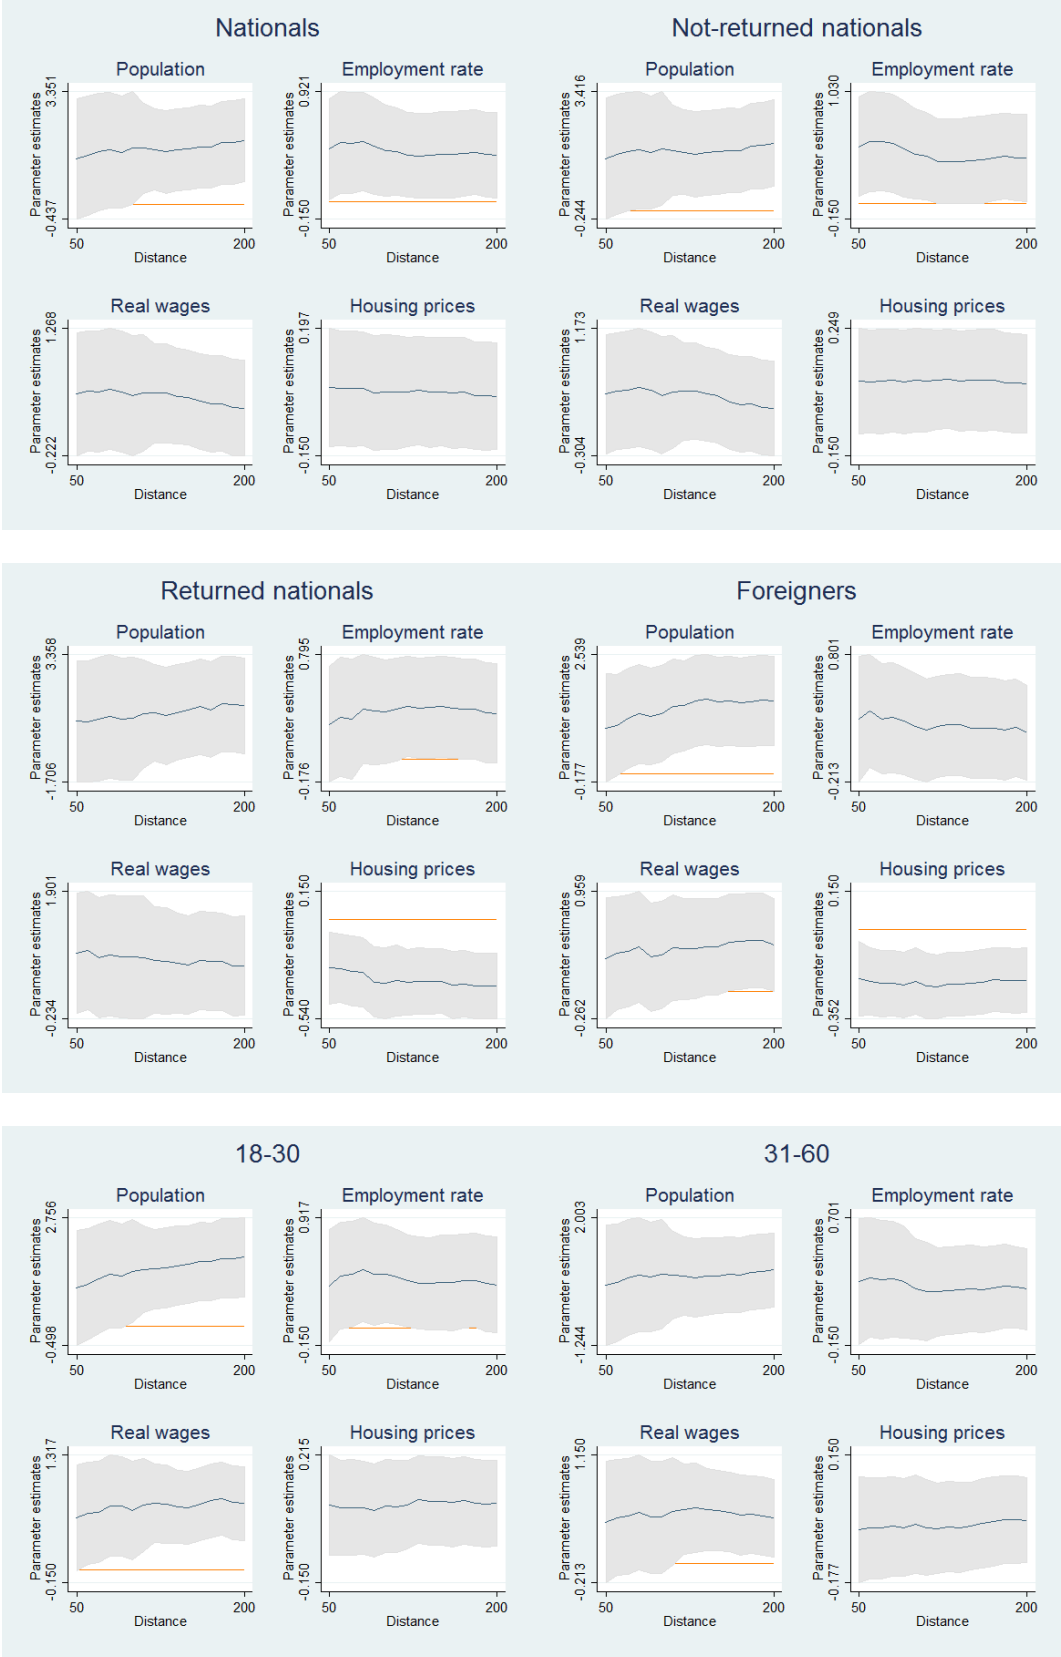 Nationals
Not-returned nationals
Population
Employment rate
Population
Employment rate
Parameter estimates
-0.437 3.351
50 200
Distance
Parameter estimates
-0.150 0.921
50 200
Distance
Parameter estimates
-0.244 3.416
50 200
Distance
Parameter estimates
-0.150 1.030
50 200
Distance
Real wages
Housing prices
Real wages
Housing prices
Parameter estimates
-0.222 1.268
50 200
Distance
Parameter estimates
-0.150 0.197
50 200
Distance
Parameter estimates
-0.304 1.173
50 200
Distance
Parameter estimates
-0.150 0.249
50 200
Distance
Returned nationals
Foreigners
Population
Employment rate
Population
Employment rate
Parameter estimates
-1.706 3.358
50 200
Distance
Parameter estimates
-0.176 0.795
50 200
Distance
Parameter estimates
-0.177 2.539
50 200
Distance
Parameter estimates
-0.213 0.801
50 200
Distance
Real wages
Housing prices
Real wages
Housing prices
Parameter estimates
-0.234 1.901
50 200
Distance
Parameter estimates
-0.540 0.150
50 200
Distance
Parameter estimates
-0.262 0.959
50 200
Distance
Parameter estimates
-0.352 0.150
50 200
Distance
18-30
31-60
Population
Employment rate
Population
Employment rate
Parameter estimates
-0.498 2.756
50 200
Distance
Parameter estimates
-0.150 0.917
50 200
Distance
Parameter estimates
-1.244 2.003
50 200
Distance
Parameter estimates
-0.150 0.701
50 200
Distance
Real wages
Housing prices
Real wages
Housing prices
Parameter estimates
-0.150 1.317
50 200
Distance
Parameter estimates
-0.150 0.215
50 200
Distance
Parameter estimates
-0.213 1.150
50 200
Distance
Parameter estimates
-0.177 0.150
50 200
Distance